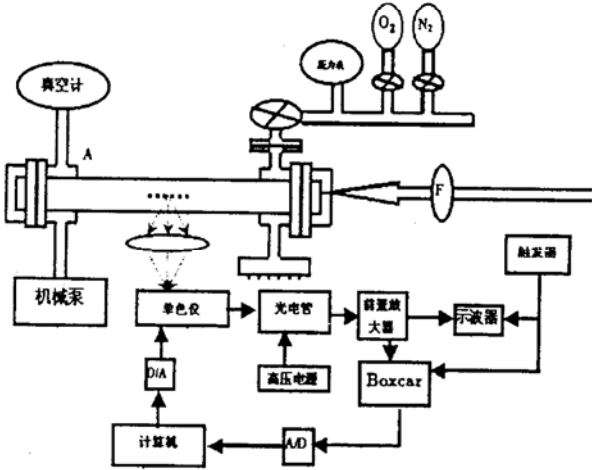 O2
N2
真空计
压力表
A
F
触发器
机械泵
单色仪
光电管
前置放
大器
示波器
D/A
高压电源
Boxcar
计算机
A/D